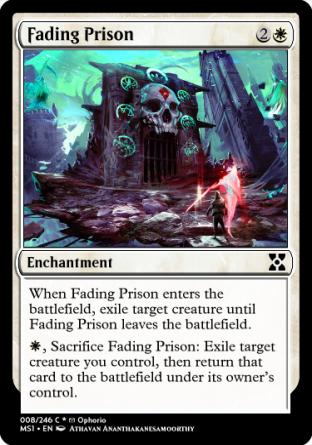 Fading Prison 2
Enchantment
When Fading Prison enters the
battlefield, exile target creature until
Fading Prison leaves the battlefield.
, Sacrifice Fading Prison: Exile target
creature you control, then return that
card to the battlefield under its owner's
control.
008/246 C * Ophorio
MS1 • EN Athavan Ananthakanesamoorthy